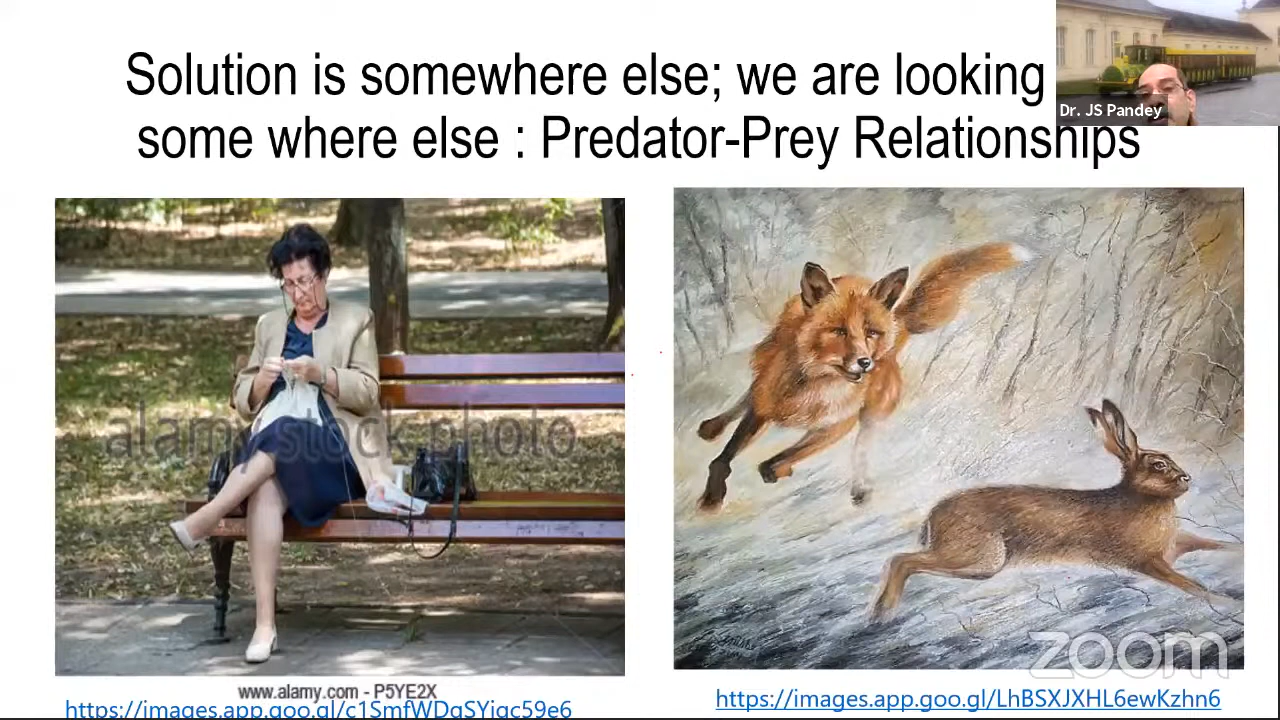 Solution is somewhere else; we are looking
some where else : Predator-Prey Relationships
Dr. JS Pandey
alamy stock photo
www.alamy.com - P5YE2X
https://images.app.goo.gl/c1SmfWDgSYjgc59e6
https://images.app.goo.gl/LhBSXJXHL6ewKzhn6
zoom